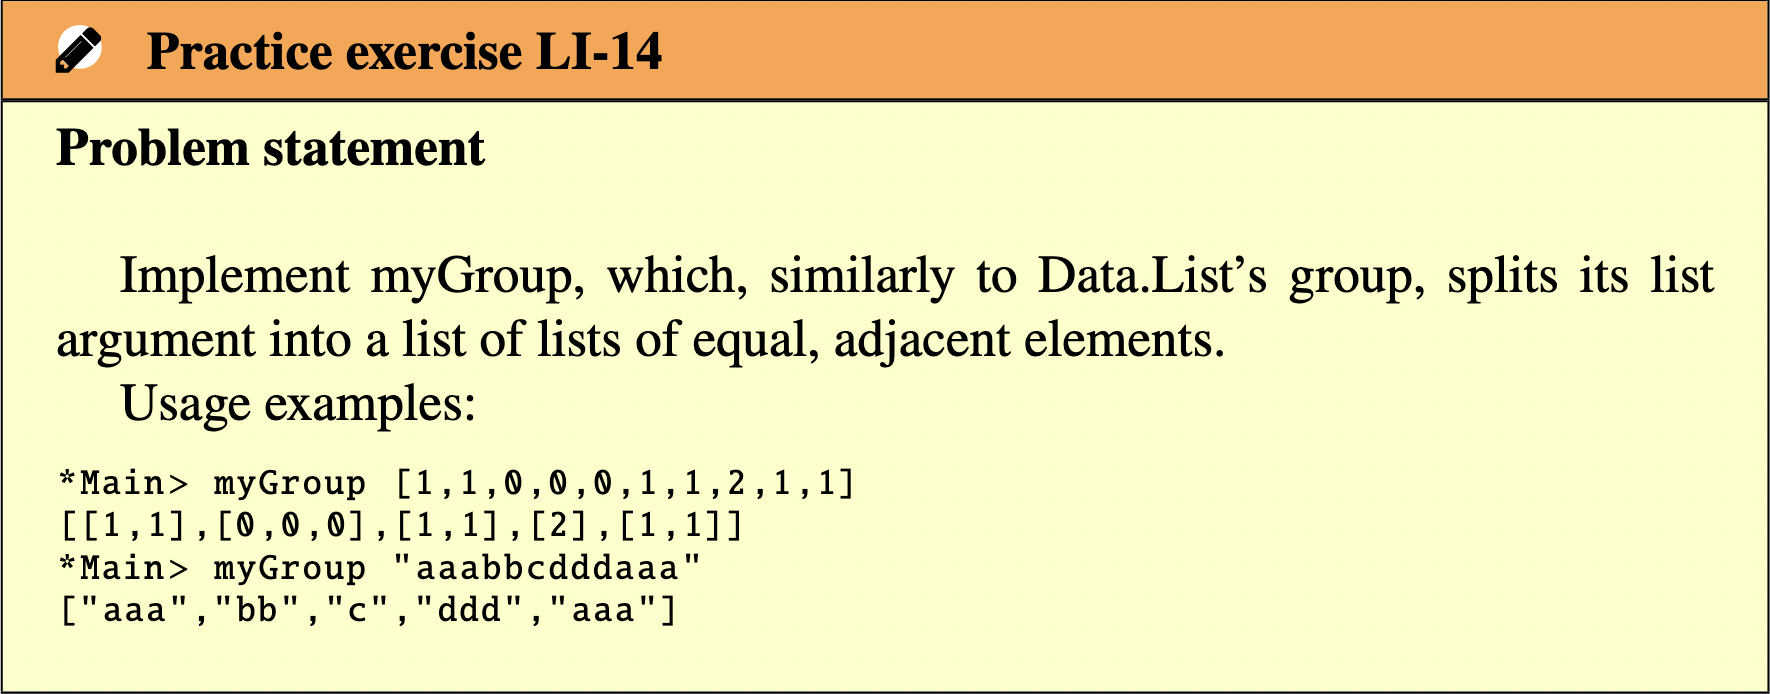 Practice exercise LI-14
Problem statement
Implement myGroup, which, similarly to Data.List’s group, splits its list
argument into a list of lists of equal, adjacent elements.
Usage examples:
*Main> myGroup [1,1,0,0,0,1,1,2,1,1]
[[1,1],[0,0,0],[1,1],[2],[1,1]]
*Main> myGroup "aaabbcdddaaa"
["aaa","bb","c","ddd","aaa"]